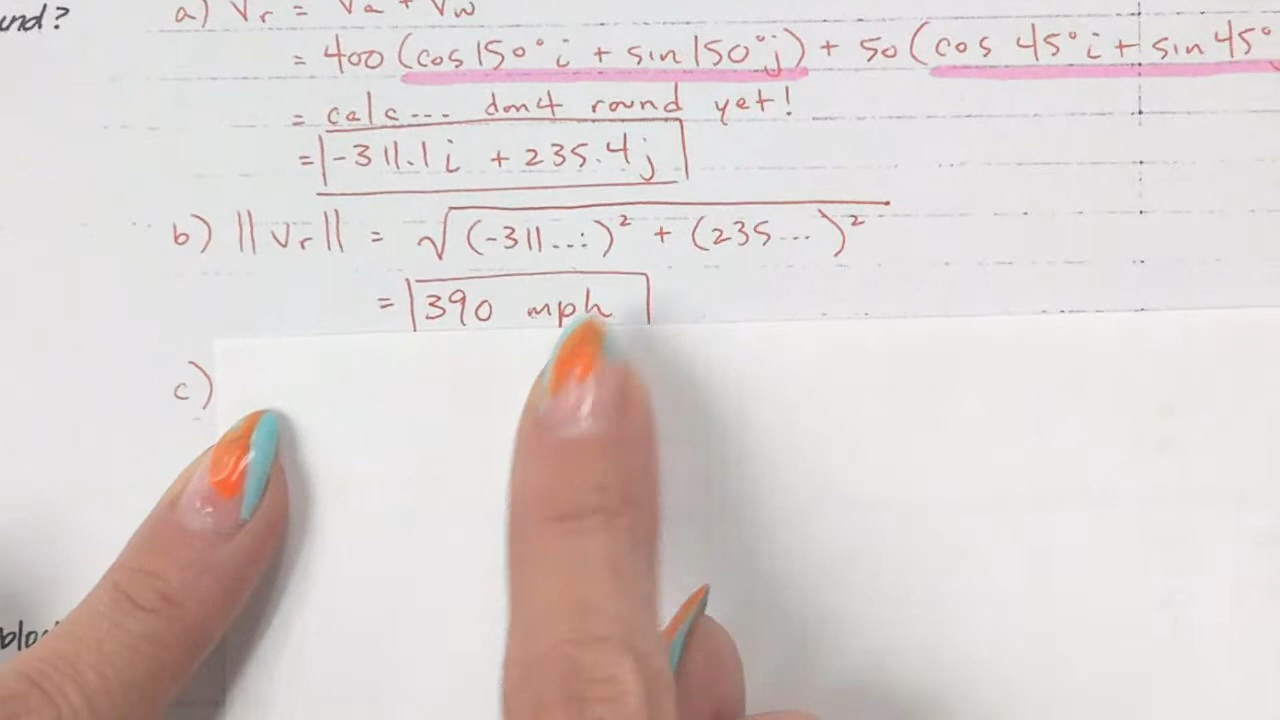 und?
a) Vr = Va + Vw
= 400 (cos 150° i + sin 150° j) + 50 (cos 45° i + sin 45°
= calc... don't round yet!
= -311.1 i + 235.4 j
b) ||Vr|| = √(-311...)² + (235...)²
= 390 mph
c)
blo